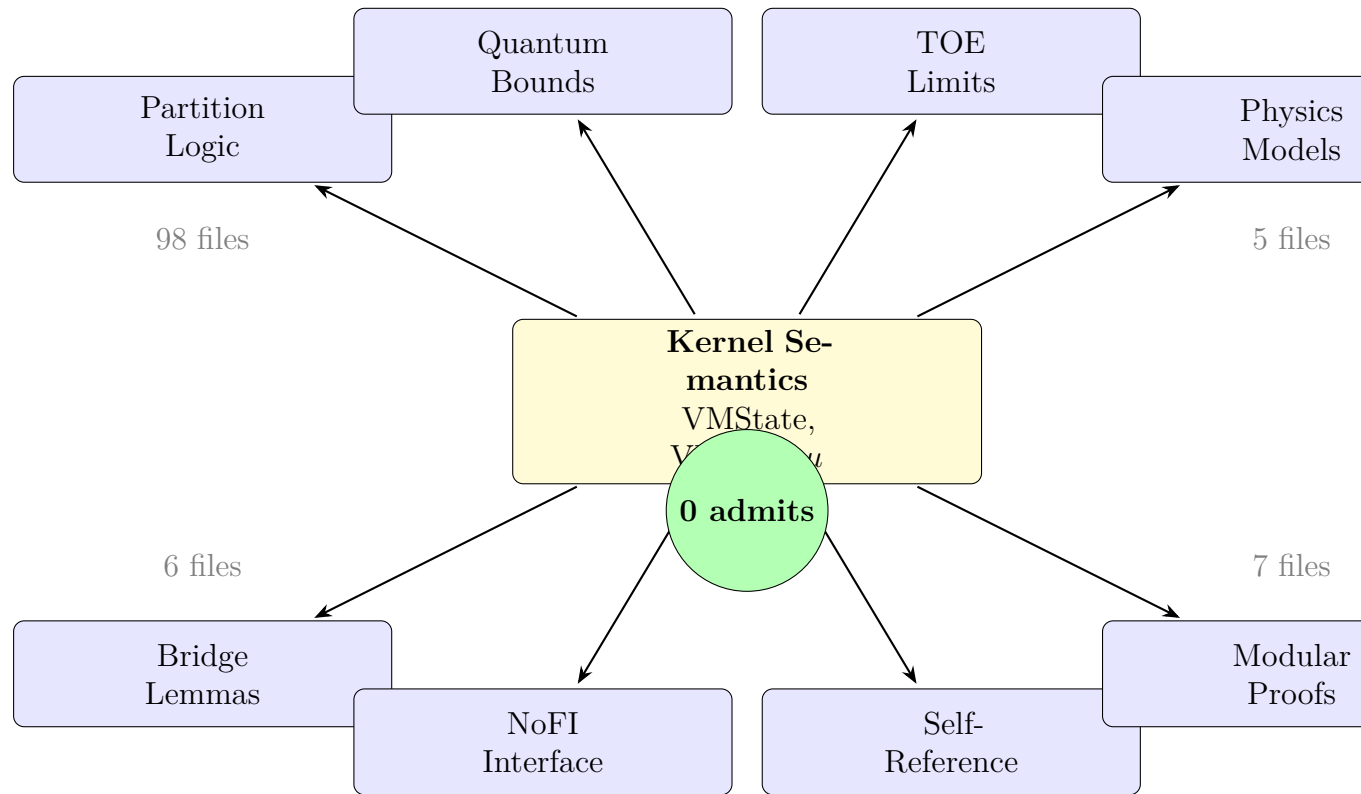 Quantum
Bounds
TOE
Limits
Partition
Logic
Physics
Models
98 files
5 files
Kernel Se-
mantics
VMState,
0 admits
6 files
7 files
Bridge
Lemmas
Modular
Proofs
NoFI
Interface
Self-
Reference